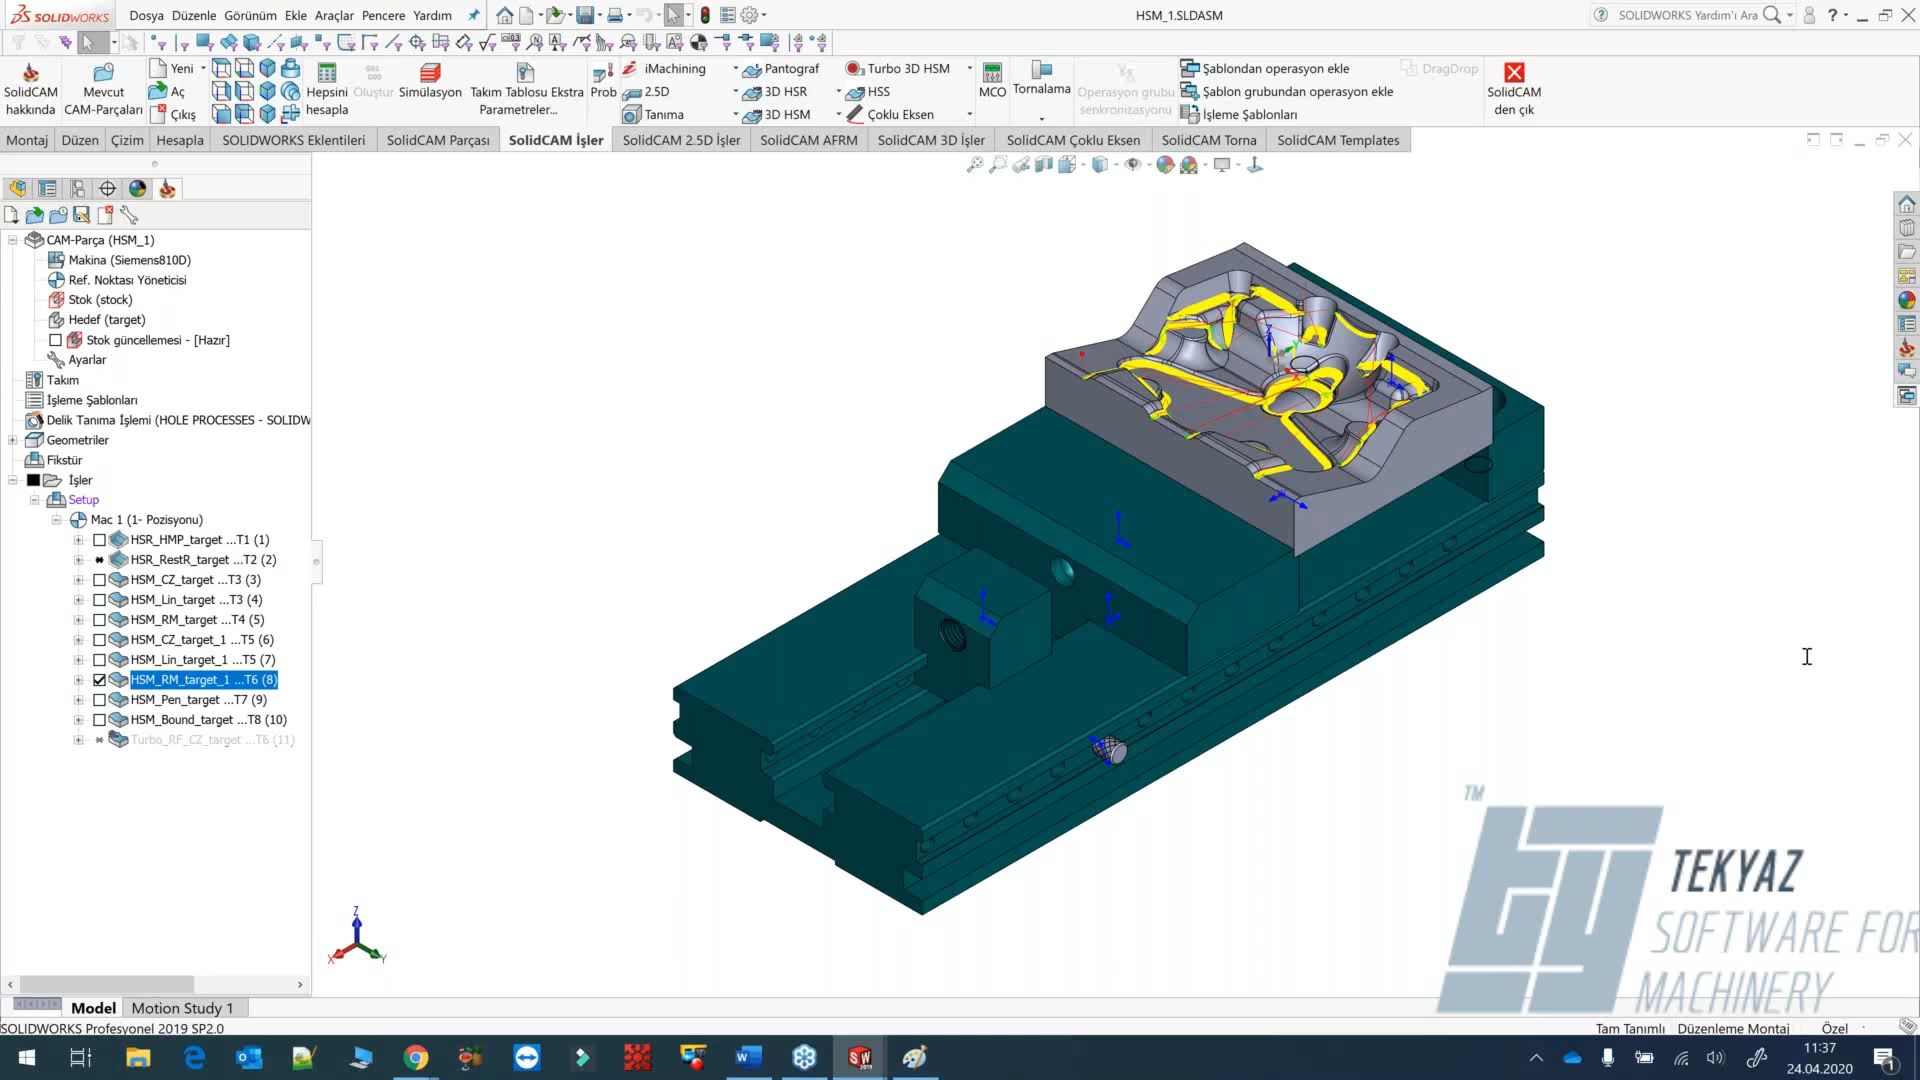 SOLIDWORKS Dosya Düzenle Görünüm Ekle Araçlar Pencere Yardım HSM_1.SLDASM SOLIDWORKS Yardım'ı Ara
SolidCAM hakkında
Mevcut CAM-Parçaları
Yeni
Aç
Çıkış
Hepsini hesapla
G01 G00 Oluştur
Simülasyon
Takım Tablosu Ekstra Parametreler...
Prob
iMachining
2.5D
Tanıma
Pantograf
3D HSR
3D HSM
Turbo 3D HSM
HSS
Çoklu Eksen
MCO
Tornalama
Operasyon grubu senkronizasyonu
Şablondan operasyon ekle
Şablon grubundan operasyon ekle
İşleme Şablonları
DragDrop
SolidCAM den çık
Montaj Düzen Çizim Hesapla SOLIDWORKS Eklentileri SolidCAM Parçası SolidCAM İşler SolidCAM 2.5D İşler SolidCAM AFRM SolidCAM 3D İşler SolidCAM Çoklu Eksen SolidCAM Torna SolidCAM Templates
CAM-Parça (HSM_1)
Makina (Siemens810D)
Ref. Noktası Yöneticisi
Stok (stock)
Hedef (target)
Stok güncellemesi - [Hazır]
Ayarlar
Takım
İşleme Şablonları
Delik Tanıma İşlemi (HOLE PROCESSES - SOLIDW
Geometriler
Fikstür
İşler
Setup
Mac 1 (1- Pozisyonu)
HSR_HMP_target ...T1 (1)
HSR_RestR_target ...T2 (2)
HSM_CZ_target ...T3 (3)
HSM_Lin_target ...T3 (4)
HSM_RM_target ...T4 (5)
HSM_CZ_target_1 ...T5 (6)
HSM_Lin_target_1 ...T5 (7)
HSM_RM_target_1 ...T6 (8)
HSM_Pen_target ...T7 (9)
HSM_Bound_target ...T8 (10)
Turbo_RF_CZ_target ...T6 (11)
Z
X
Y
TM
TEKYAZ
SOFTWARE FOR
MACHINERY
Model Motion Study 1
SOLIDWORKS Profesyonel 2019 SP2.0 Tam Tanımlı Düzenleme Montaj Özel
11:37
24.04.2020